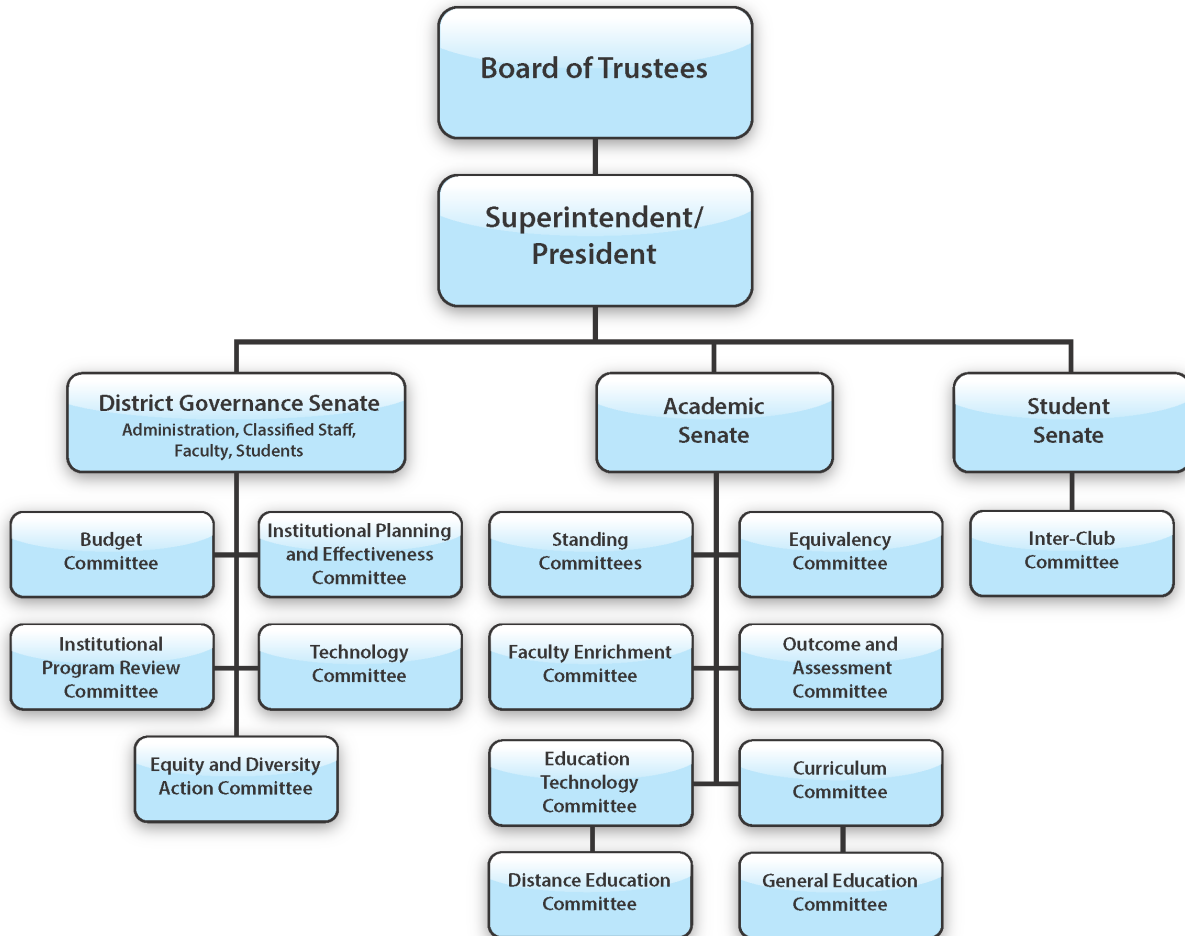 Board of Trustees
Superintendent/
President
District Governance Senate
Administration, Classified Staff,
Faculty, Students
Academic
Senate
Student
Senate
Budget
Committee
Institutional Planning
and Effectiveness
Committee
Standing
Committees
Equivalency
Committee
Inter-Club
Committee
Institutional
Program Review
Committee
Technology
Committee
Faculty Enrichment
Committee
Outcome and
Assessment
Committee
Equity and Diversity
Action Committee
Education
Technology
Committee
Curriculum
Committee
Distance Education
Committee
General Education
Committee